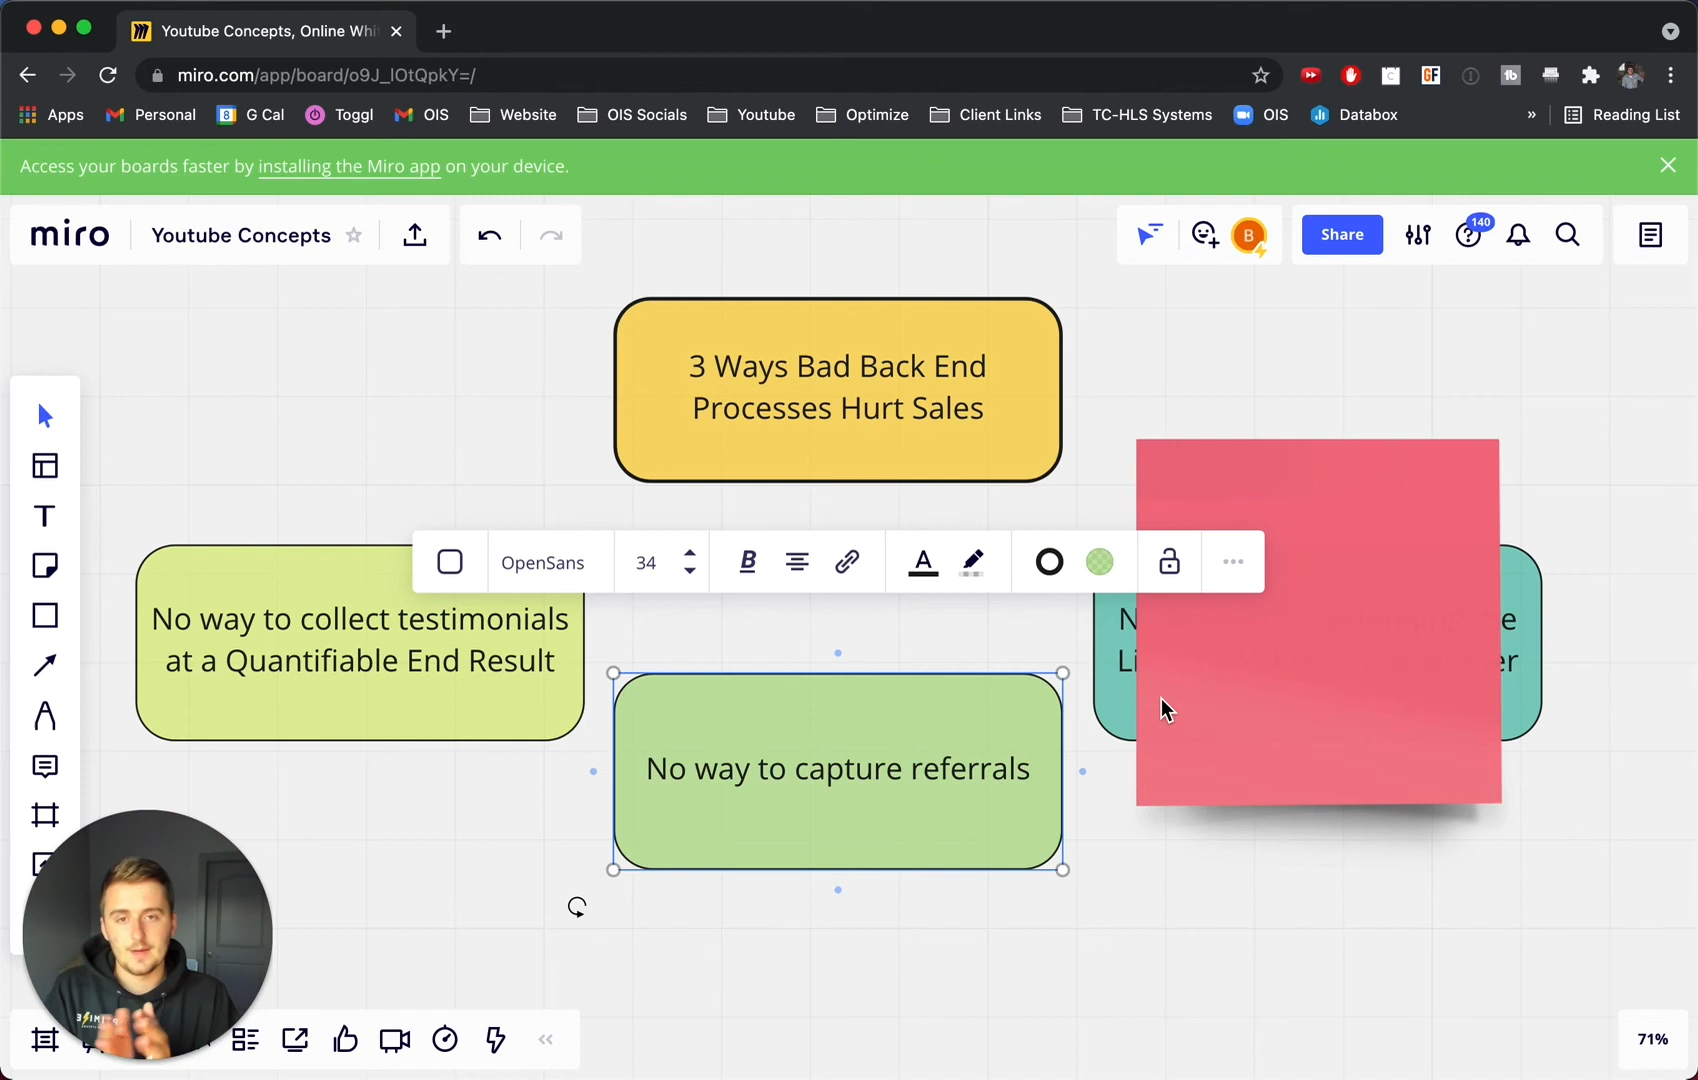 Youtube Concepts, Online Whi
miro.com/app/board/o9J_lOtQpkY=/
Apps
Personal
8
G Cal
Toggl
OIS
Website
OIS Socials
Youtube
Optimize
Client Links
TC-HLS Systems
OIS
Databox
»
Reading List
GF
tb
C
Access your boards faster by installing the Miro app on your device.
miro
Youtube Concepts
B
Share
140
3 Ways Bad Back End
Processes Hurt Sales
OpenSans
34
B
A
No way to collect testimonials
at a Quantifiable End Result
No way to capture referrals
71%